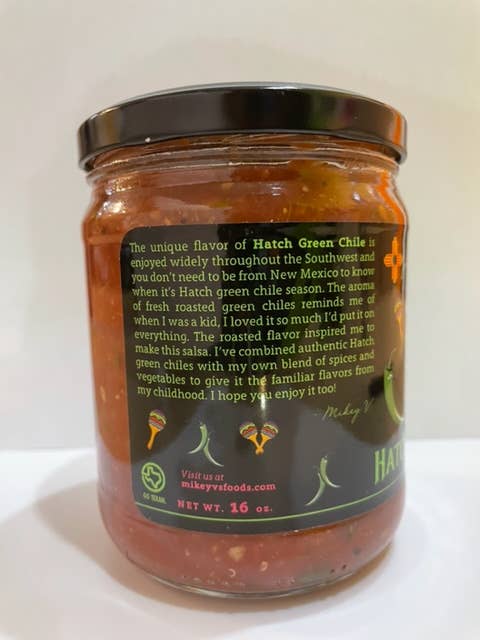 The unique flavor of Hatch Green Chile is
enjoyed widely throughout the Southwest and
you don't need to be from New Mexico to know
when it's Hatch green chile season. The aroma
of fresh roasted green chiles reminds me of
when I was a kid, I loved it so much I'd put it on
everything. The roasted flavor inspired me to
make this salsa. I've combined authentic Hatch
green chiles with my own blend of spices and
vegetables to give it the familiar flavors from
my childhood. I hope you enjoy it too!
Mikey V
HAT
Visit us at
mikeyvsfoods.com
GO TEXAN.
NET WT. 16 oz.